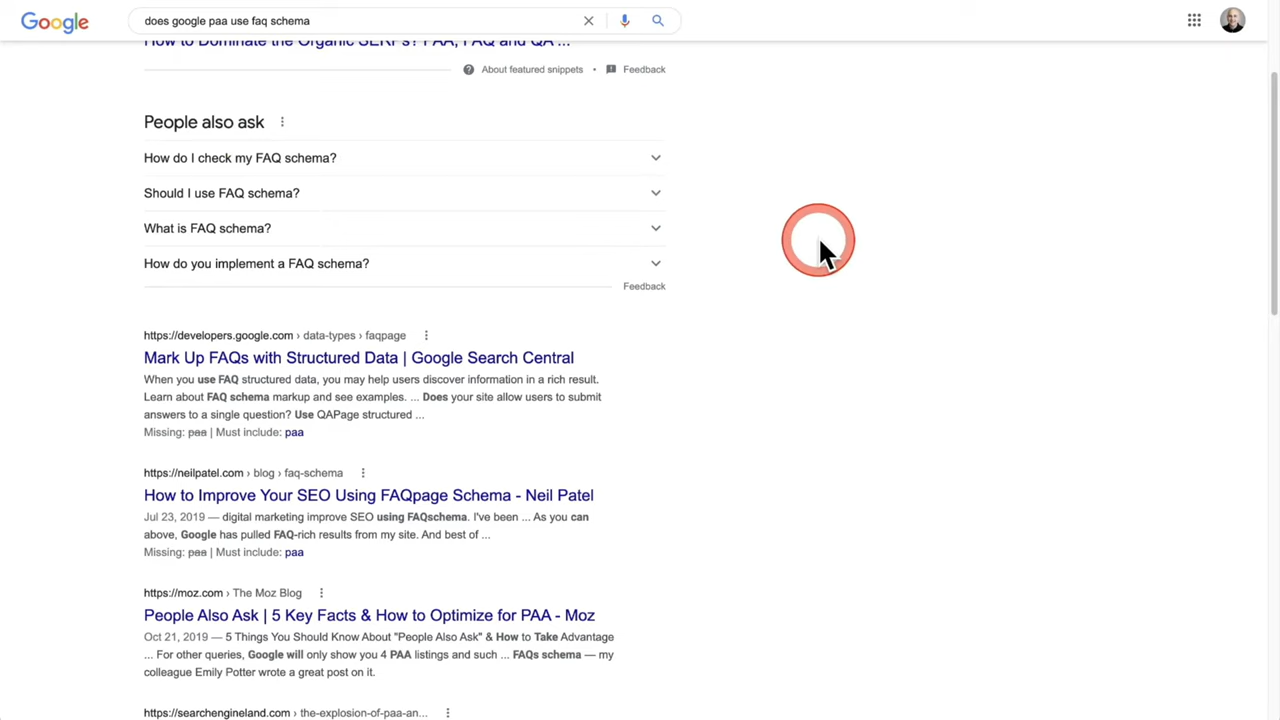 Google
does google paa use faq schema
How to Dominate the Organic SERPs? PAA, FAQ and QA ...
About featured snippets • Feedback
People also ask
How do I check my FAQ schema?
Should I use FAQ schema?
What is FAQ schema?
How do you implement a FAQ schema?
Feedback
https://developers.google.com › data-types › faqpage
Mark Up FAQs with Structured Data | Google Search Central
When you use FAQ structured data, you may help users discover information in a rich result.
Learn about FAQ schema markup and see examples. ... Does your site allow users to submit
answers to a single question? Use QAPage structured ...
Missing: paa | Must include: paa
https://neilpatel.com › blog › faq-schema
How to Improve Your SEO Using FAQpage Schema - Neil Patel
Jul 23, 2019 — digital marketing improve SEO using FAQschema. I've been ... As you can
above, Google has pulled FAQ-rich results from my site. And best of ...
Missing: paa | Must include: paa
https://moz.com › The Moz Blog
People Also Ask | 5 Key Facts & How to Optimize for PAA - Moz
Oct 21, 2019 — 5 Things You Should Know About "People Also Ask" & How to Take Advantage
... For other queries, Google will only show you 4 PAA listings and such ... FAQs schema — my
colleague Emily Potter wrote a great post on it.
https://searchengineland.com › the-explosion-of-paa-an...